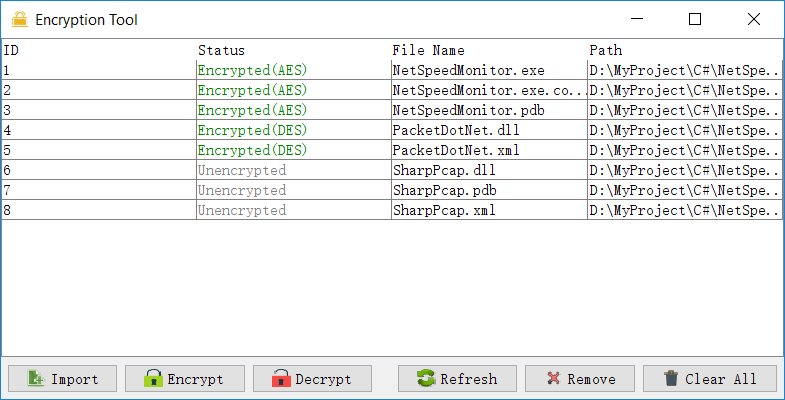 Encryption Tool
ID Status File Name Path
1 Encrypted(AES) NetSpeedMonitor.exe D:\MyProject\C#\NetSpe...
2 Encrypted(AES) NetSpeedMonitor.exe.co... D:\MyProject\C#\NetSpe...
3 Encrypted(AES) NetSpeedMonitor.pdb D:\MyProject\C#\NetSpe...
4 Encrypted(DES) PacketDotNet.dll D:\MyProject\C#\NetSpe...
5 Encrypted(DES) PacketDotNet.xml D:\MyProject\C#\NetSpe...
6 Unencrypted SharpPcap.dll D:\MyProject\C#\NetSpe...
7 Unencrypted SharpPcap.pdb D:\MyProject\C#\NetSpe...
8 Unencrypted SharpPcap.xml D:\MyProject\C#\NetSpe...
Import Encrypt Decrypt Refresh Remove Clear All